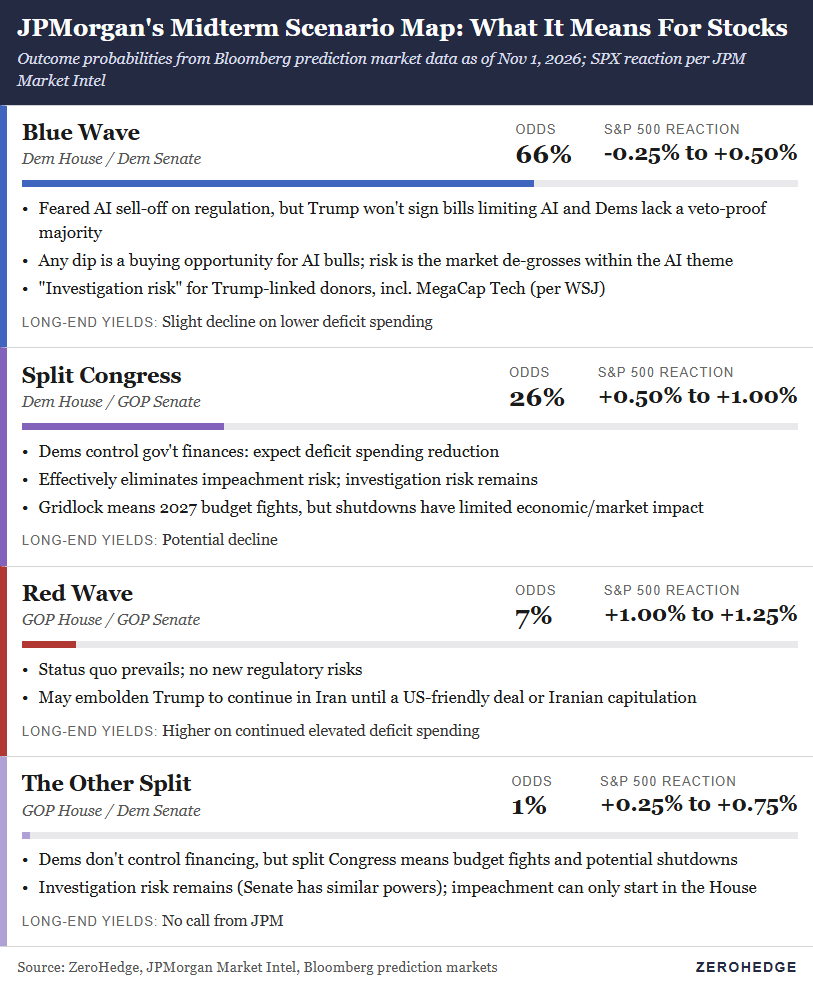 JPMorgan's Midterm Scenario Map: What It Means For Stocks
Outcome probabilities from Bloomberg prediction market data as of Nov 1, 2026; SPX reaction per JPM
Market Intel
Blue Wave
Dem House / Dem Senate
ODDS
66%
S&P 500 REACTION
-0.25% to +0.50%
• Feared AI sell-off on regulation, but Trump won't sign bills limiting AI and Dems lack a veto-proof
majority
• Any dip is a buying opportunity for AI bulls; risk is the market de-grosses within the AI theme
• "Investigation risk" for Trump-linked donors, incl. MegaCap Tech (per WSJ)
LONG-END YIELDS: Slight decline on lower deficit spending
Split Congress
Dem House / GOP Senate
ODDS
26%
S&P 500 REACTION
+0.50% to +1.00%
• Dems control gov't finances: expect deficit spending reduction
• Effectively eliminates impeachment risk; investigation risk remains
• Gridlock means 2027 budget fights, but shutdowns have limited economic/market impact
LONG-END YIELDS: Potential decline
Red Wave
GOP House / GOP Senate
ODDS
7%
S&P 500 REACTION
+1.00% to +1.25%
• Status quo prevails; no new regulatory risks
• May embolden Trump to continue in Iran until a US-friendly deal or Iranian capitulation
LONG-END YIELDS: Higher on continued elevated deficit spending
The Other Split
GOP House / Dem Senate
ODDS
1%
S&P 500 REACTION
+0.25% to +0.75%
• Dems don't control financing, but split Congress means budget fights and potential shutdowns
• Investigation risk remains (Senate has similar powers); impeachment can only start in the House
LONG-END YIELDS: No call from JPM
Source: ZeroHedge, JPMorgan Market Intel, Bloomberg prediction markets
ZEROHEDGE